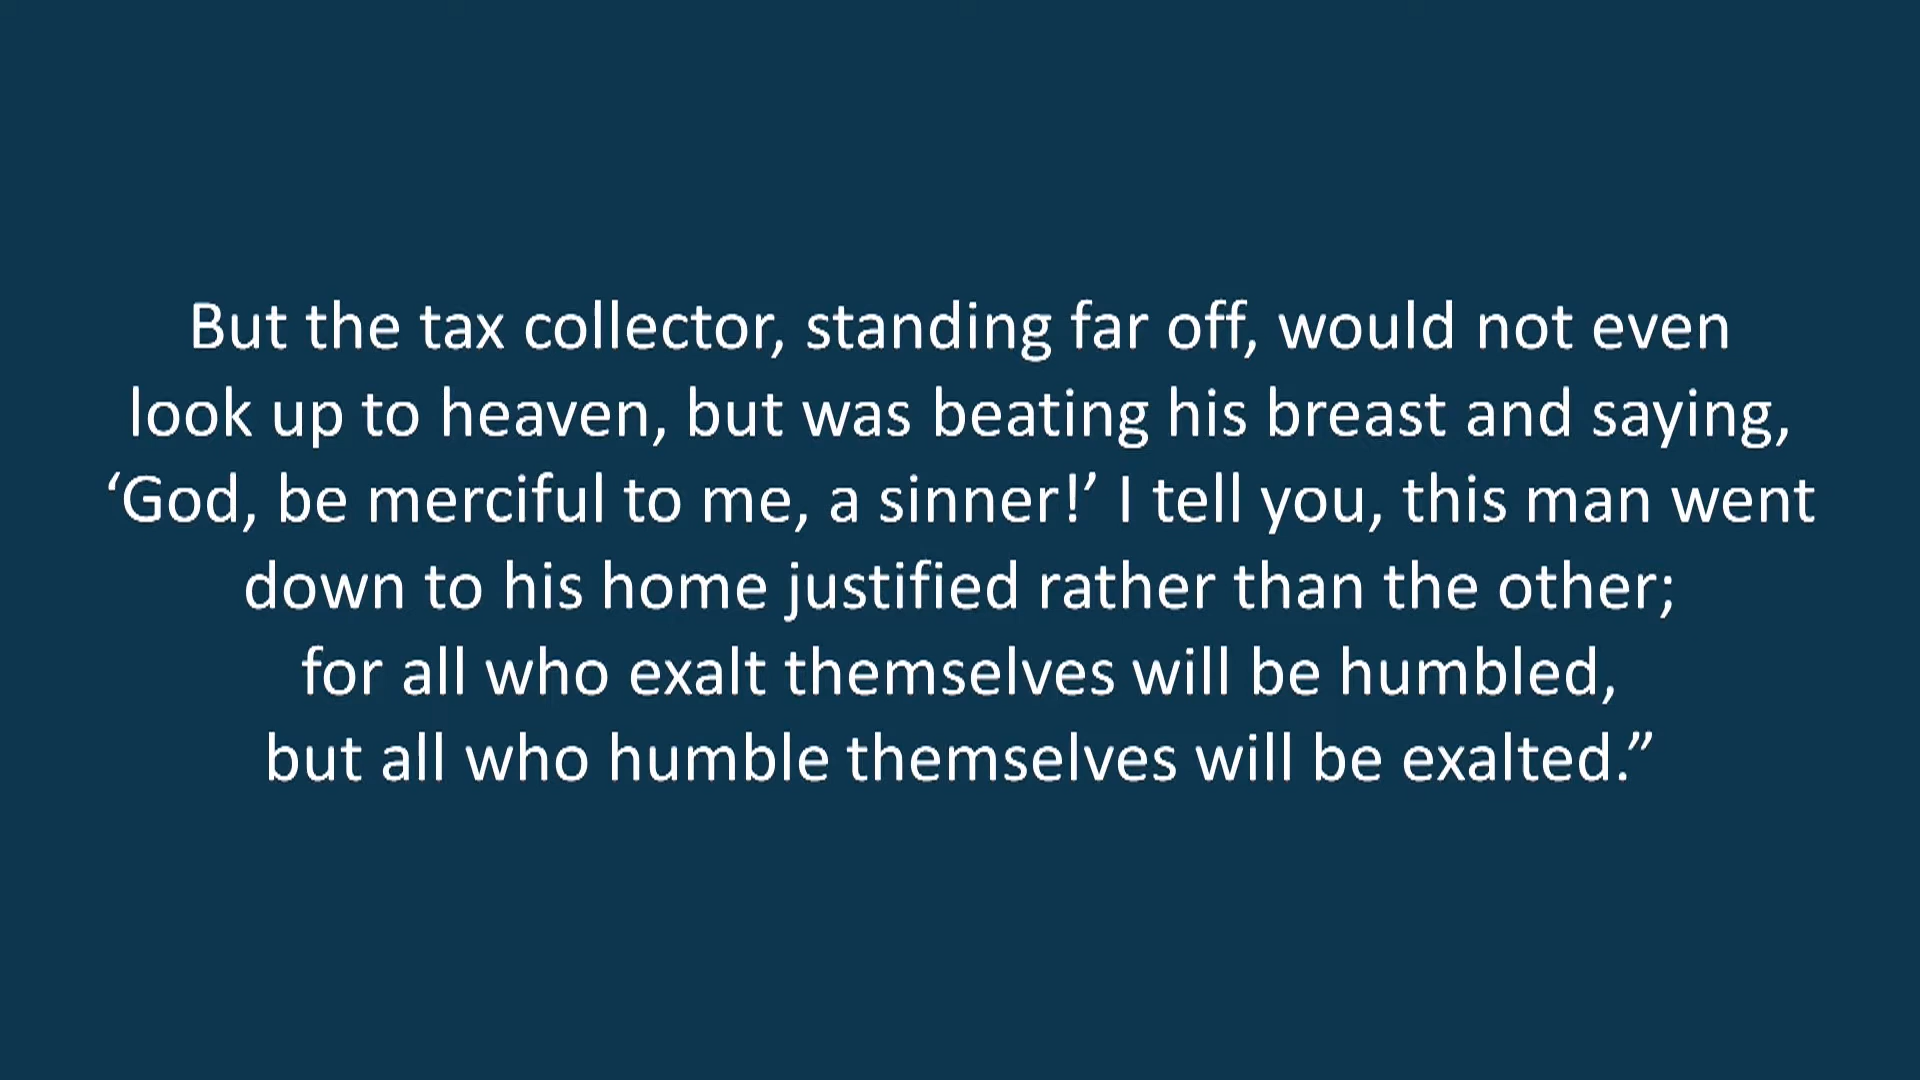 But the tax collector, standing far off, would not even
look up to heaven, but was beating his breast and saying,
‘God, be merciful to me, a sinner!’ I tell you, this man went
down to his home justified rather than the other;
for all who exalt themselves will be humbled,
but all who humble themselves will be exalted.”